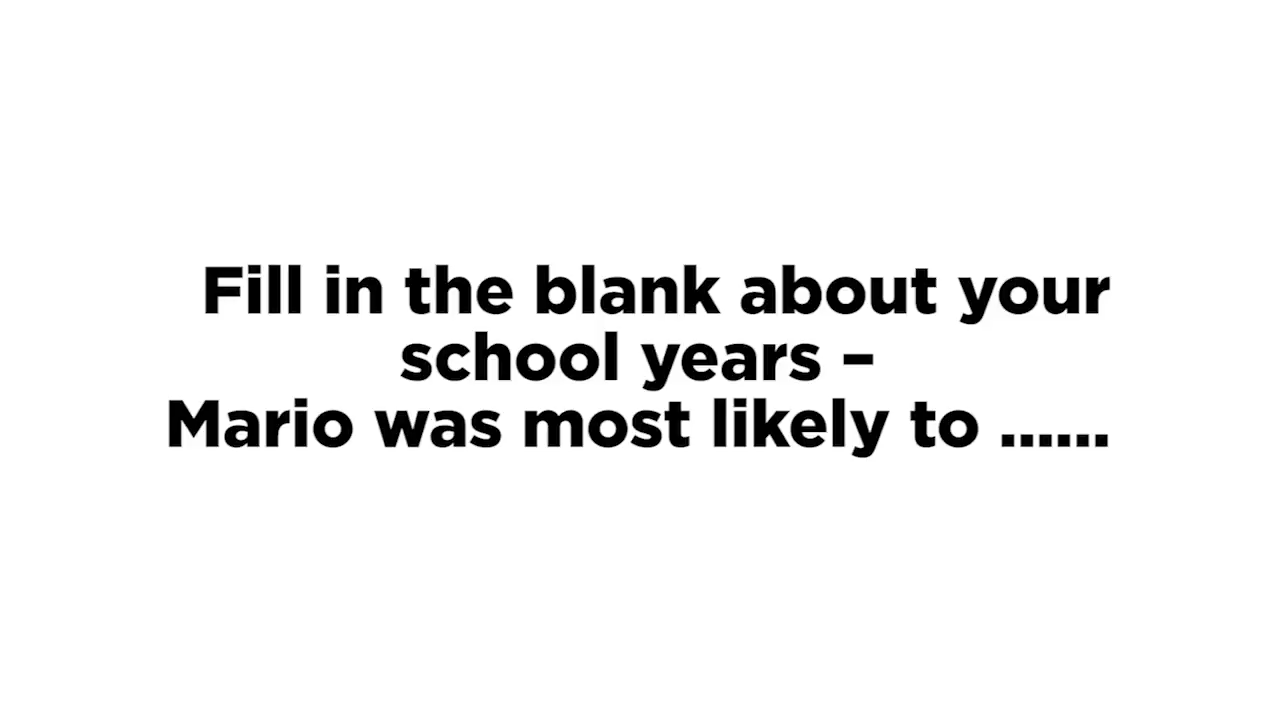 Fill in the blank about your
school years –
Mario was most likely to ......